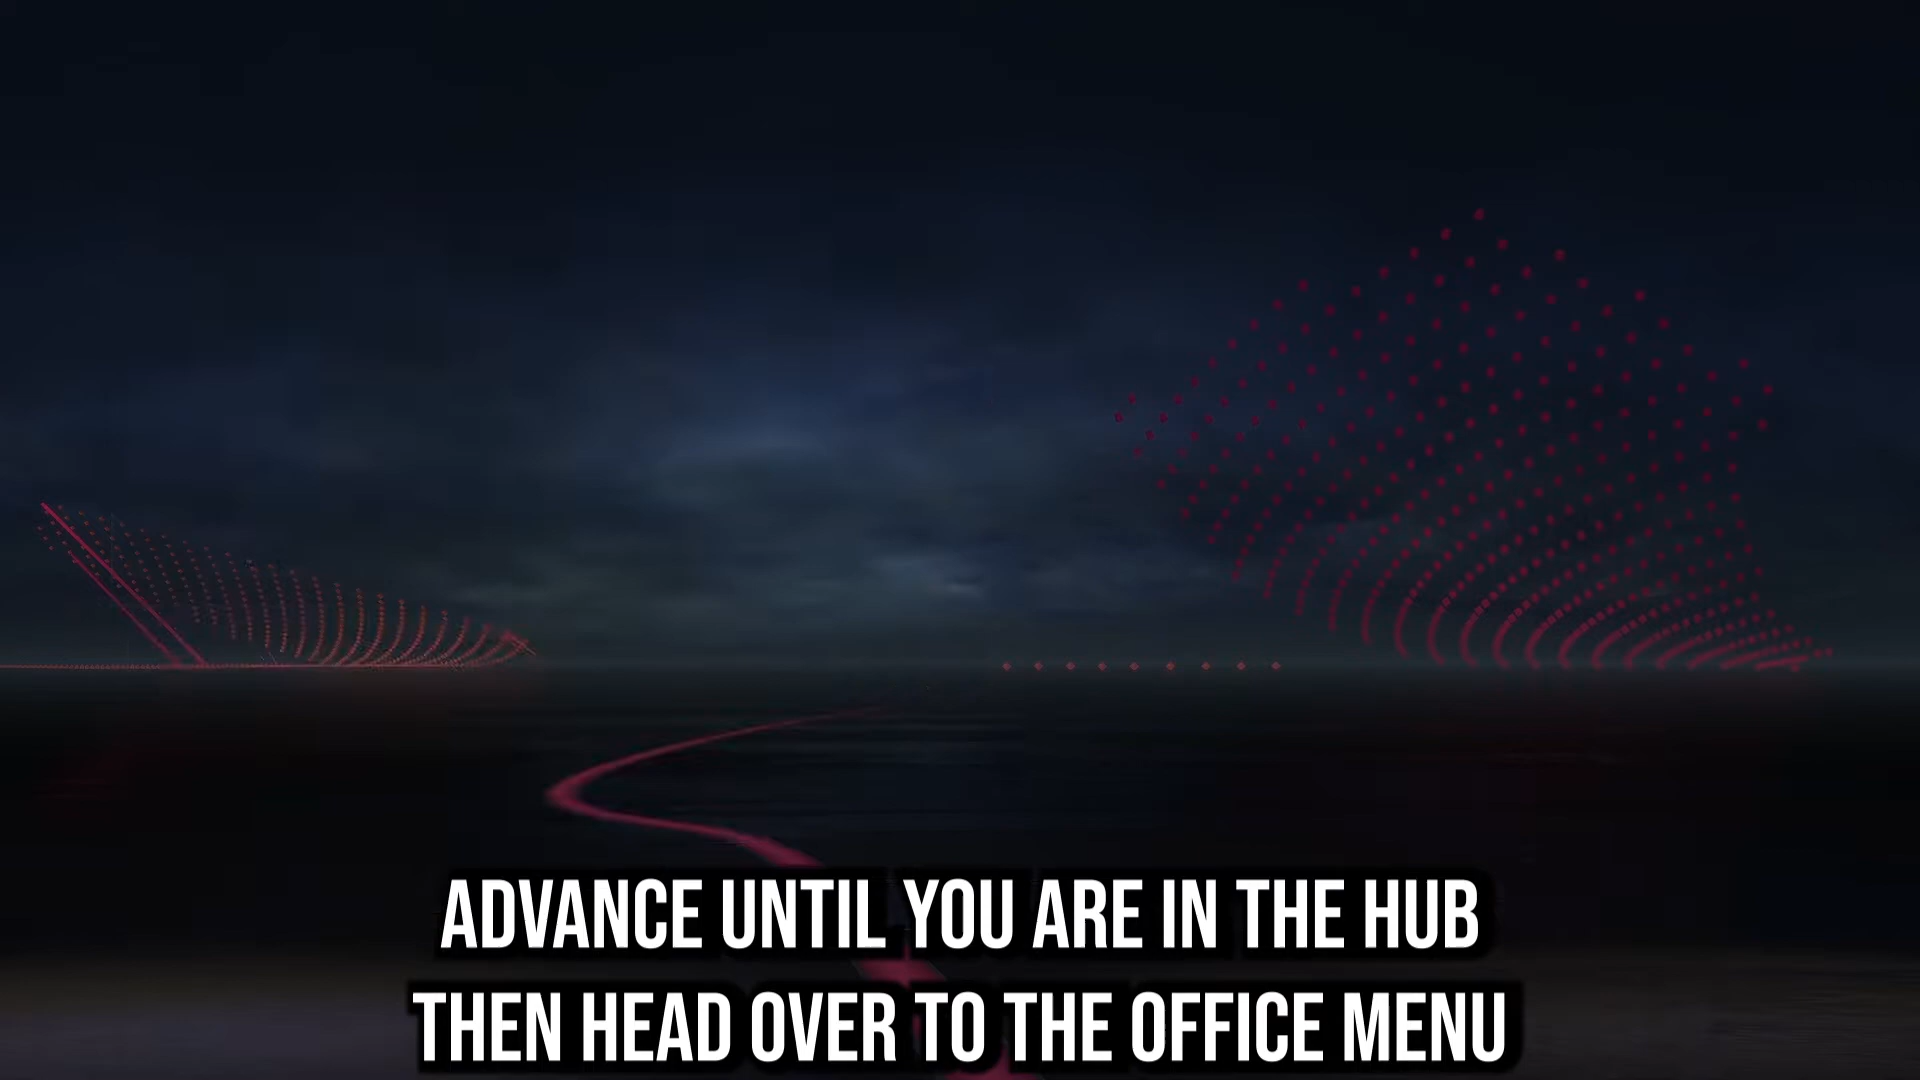 ADVANCE UNTIL YOU ARE IN THE HUB
THEN HEAD OVER TO THE OFFICE MENU